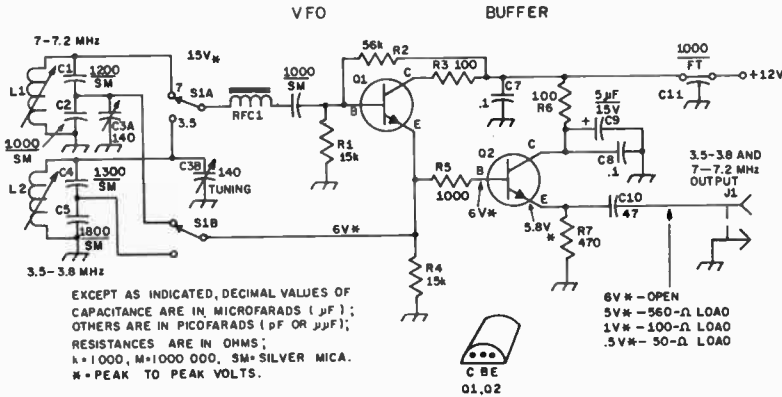 VFO
BUFFER
7-7.2 MHz
C1
1200
SM
L1
C2
C3A
140
1000
SM
L2
C4
1300
SM
C5
1800
SM
3.5-3.8 MHz
15V*
7
S1A
3.5
RFC1
1000
SM
C3B
140
TUNING
S1B
6V*
56k
R2
Q1
C
B
E
R1
15k
R3 100
C7
.1
100
R6
5µF
15V
+
C9
C8
.1
1000
FT
C11
+12V
R5
1000
Q2
C
B
E
6V*
5.8V
*
R4
15k
R7
470
C10
47
3.5-3.8 AND
7-7.2 MHz
OUTPUT
J1
6V*-OPEN
5V*-560-Ω LOAD
1V*-100-Ω LOAD
.5V*-50-Ω LOAD
EXCEPT AS INDICATED, DECIMAL VALUES OF
CAPACITANCE ARE IN MICROFARADS (µF);
OTHERS ARE IN PICOFARADS (pF OR µµF);
RESISTANCES ARE IN OHMS;
k=1000, M=1000 000, SM=SILVER MICA.
*=PEAK TO PEAK VOLTS.
C B E
Q1,Q2